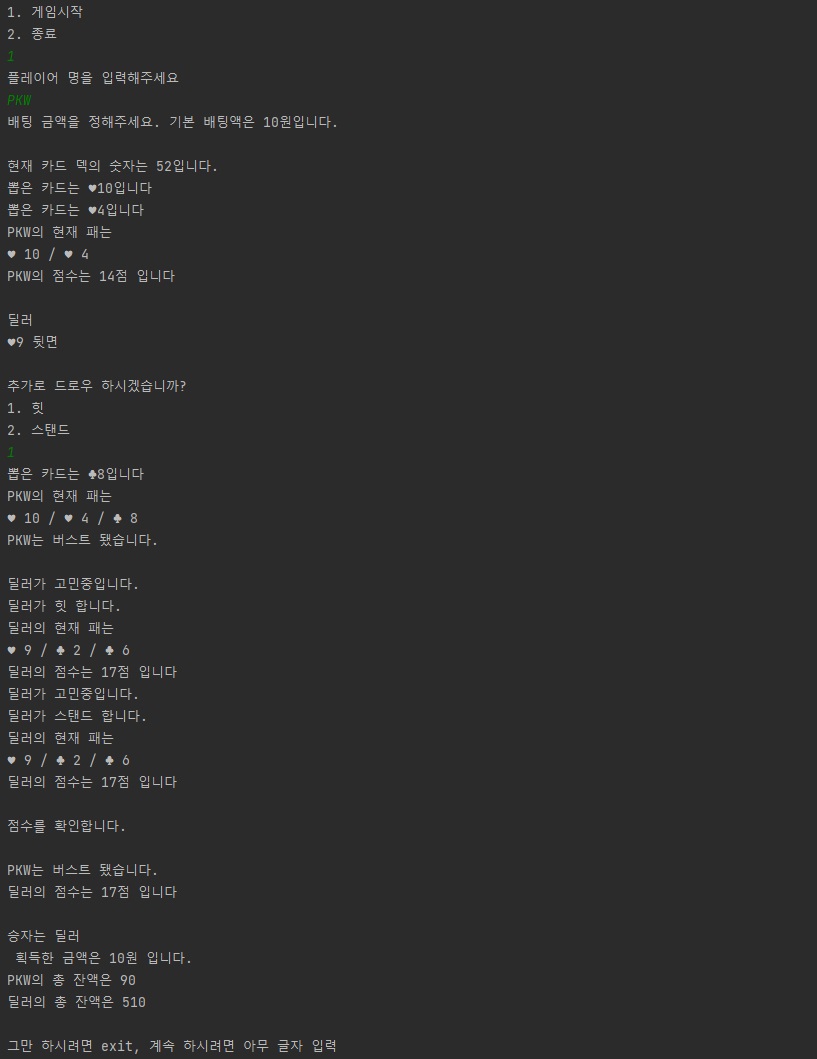 1. 게임시작
2. 종료
1
플레이어 명을 입력해주세요
PKW
배팅 금액을 정해주세요. 기본 배팅액은 10원입니다.
현재 카드 덱의 숫자는 52입니다.
뽑은 카드는 ♥10입니다
뽑은 카드는 ♥4입니다
PKW의 현재 패는
♥ 10 / ♥ 4
PKW의 점수는 14점 입니다
딜러
♥9 뒷면
추가로 드로우 하시겠습니까?
1. 힛
2. 스탠드
1
뽑은 카드는 ♣8입니다
PKW의 현재 패는
♥ 10 / ♥ 4 / ♣ 8
PKW는 버스트 됐습니다.
딜러가 고민중입니다.
딜러가 힛 합니다.
딜러의 현재 패는
♥ 9 / ♣ 2 / ♣ 6
딜러의 점수는 17점 입니다
딜러가 고민중입니다.
딜러가 스탠드 합니다.
딜러의 현재 패는
♥ 9 / ♣ 2 / ♣ 6
딜러의 점수는 17점 입니다
점수를 확인합니다.
PKW는 버스트 됐습니다.
딜러의 점수는 17점 입니다
승자는 딜러
획득한 금액은 10원 입니다.
PKW의 총 잔액은 90
딜러의 총 잔액은 510
그만 하시려면 exit, 계속 하시려면 아무 글자 입력